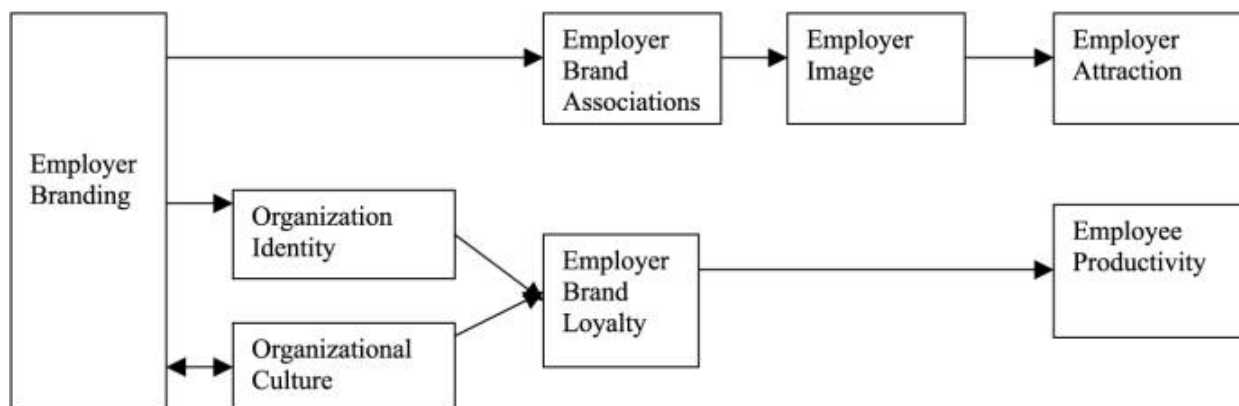 Employer
Branding
Employer
Brand
Associations
Employer
Image
Employer
Attraction
Organization
Identity
Organizational
Culture
Employer
Brand
Loyalty
Employee
Productivity